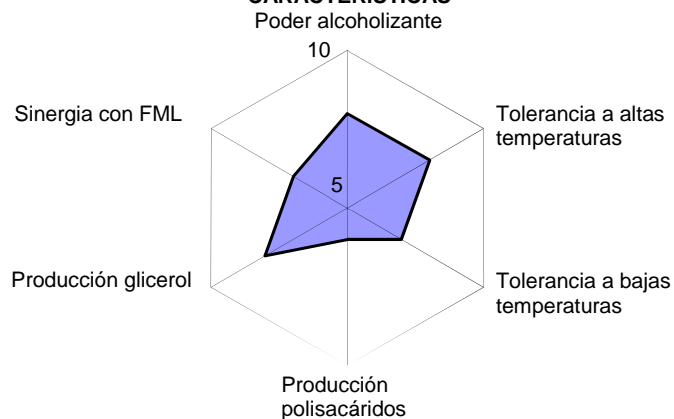 CARACTERÍSTICAS
Poder alcoholizante
10
Sinergia con FML
Tolerancia a altas
temperaturas
5
Producción glicerol
Tolerancia a bajas
temperaturas
Producción
polisacáridos